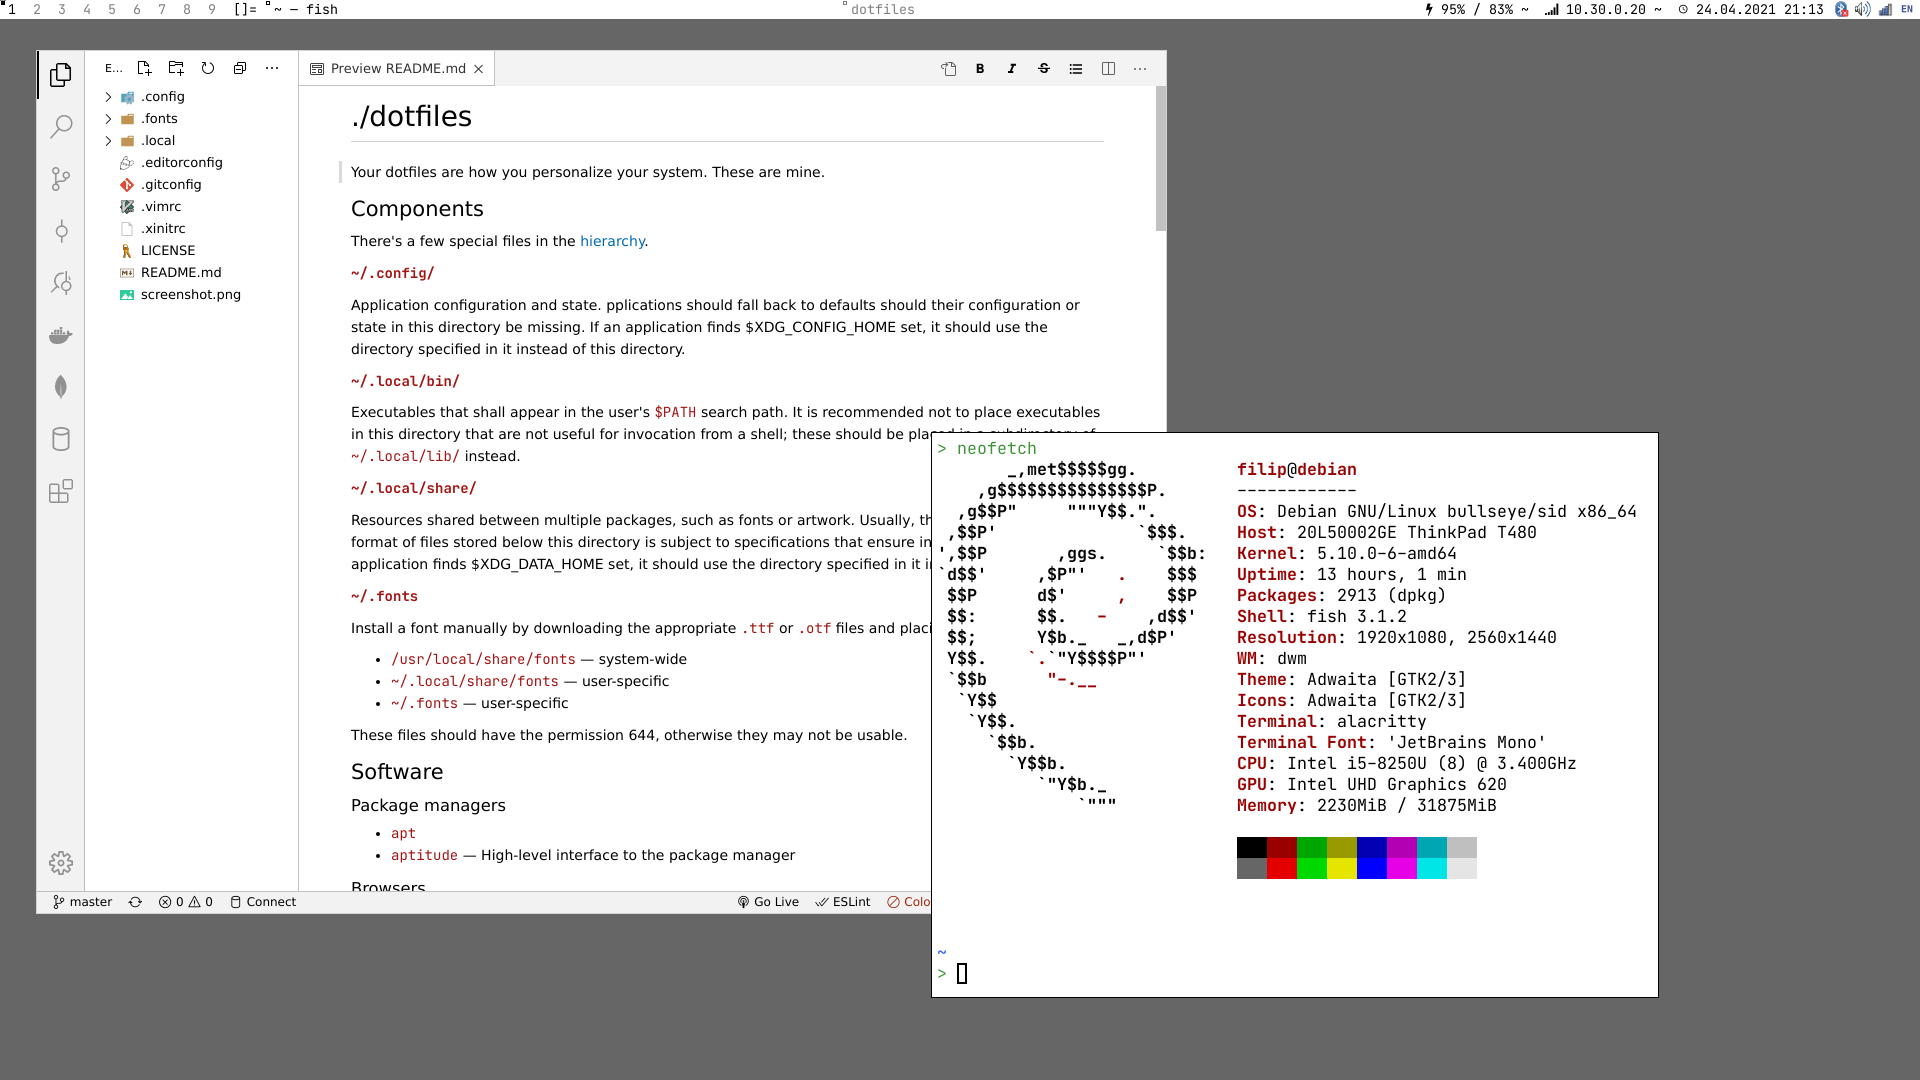 1 2 3 4 5 6 7 8 9 []= ~ — fish
dotfiles
95% / 83% ~ 10.30.0.20 ~ 24.04.2021 21:13 EN
E...
.config
.fonts
.local
.editorconfig
.gitconfig
.vimrc
.xinitrc
LICENSE
README.md
screenshot.png
Preview README.md
B I S
./dotfiles
Your dotfiles are how you personalize your system. These are mine.
Components
There's a few special files in the hierarchy.
~/.config/
Application configuration and state. pplications should fall back to defaults should their configuration or
state in this directory be missing. If an application finds $XDG_CONFIG_HOME set, it should use the
directory specified in it instead of this directory.
~/.local/bin/
Executables that shall appear in the user's $PATH search path. It is recommended not to place executables
in this directory that are not useful for invocation from a shell; these should be placed in a subdirectory of
~/.local/lib/ instead.
~/.local/share/
Resources shared between multiple packages, such as fonts or artwork. Usually, th
format of files stored below this directory is subject to specifications that ensure in
application finds $XDG_DATA_HOME set, it should use the directory specified in it i
~/.fonts
Install a font manually by downloading the appropriate .ttf or .otf files and placi
• /usr/local/share/fonts — system-wide
• ~/.local/share/fonts — user-specific
• ~/.fonts — user-specific
These files should have the permission 644, otherwise they may not be usable.
Software
Package managers
• apt
• aptitude — High-level interface to the package manager
Browsers
master 0 0 Connect
Go Live ESLint Colo
> neofetch
_,met$$$$$gg.
,g$$$$$$$$$$$$$$$P.
,g$$P"     """Y$$.".
,$$P'              `$$$.
',$$P       ,ggs.     `$$b:
`d$$'     ,$P"'   .    $$$
$$P      d$'     ,    $$P
$$:      $$.   -    ,d$$'
$$;      Y$b._   _,d$P'
Y$$.    `.`"Y$$$$P"'
`$$b      "-.__
`Y$$
`Y$$.
`$$b.
`Y$$b.
`"Y$b._
`"""
filip@debian
------------
OS: Debian GNU/Linux bullseye/sid x86_64
Host: 20L50002GE ThinkPad T480
Kernel: 5.10.0-6-amd64
Uptime: 13 hours, 1 min
Packages: 2913 (dpkg)
Shell: fish 3.1.2
Resolution: 1920x1080, 2560x1440
WM: dwm
Theme: Adwaita [GTK2/3]
Icons: Adwaita [GTK2/3]
Terminal: alacritty
Terminal Font: 'JetBrains Mono'
CPU: Intel i5-8250U (8) @ 3.400GHz
GPU: Intel UHD Graphics 620
Memory: 2230MiB / 31875MiB
~
>